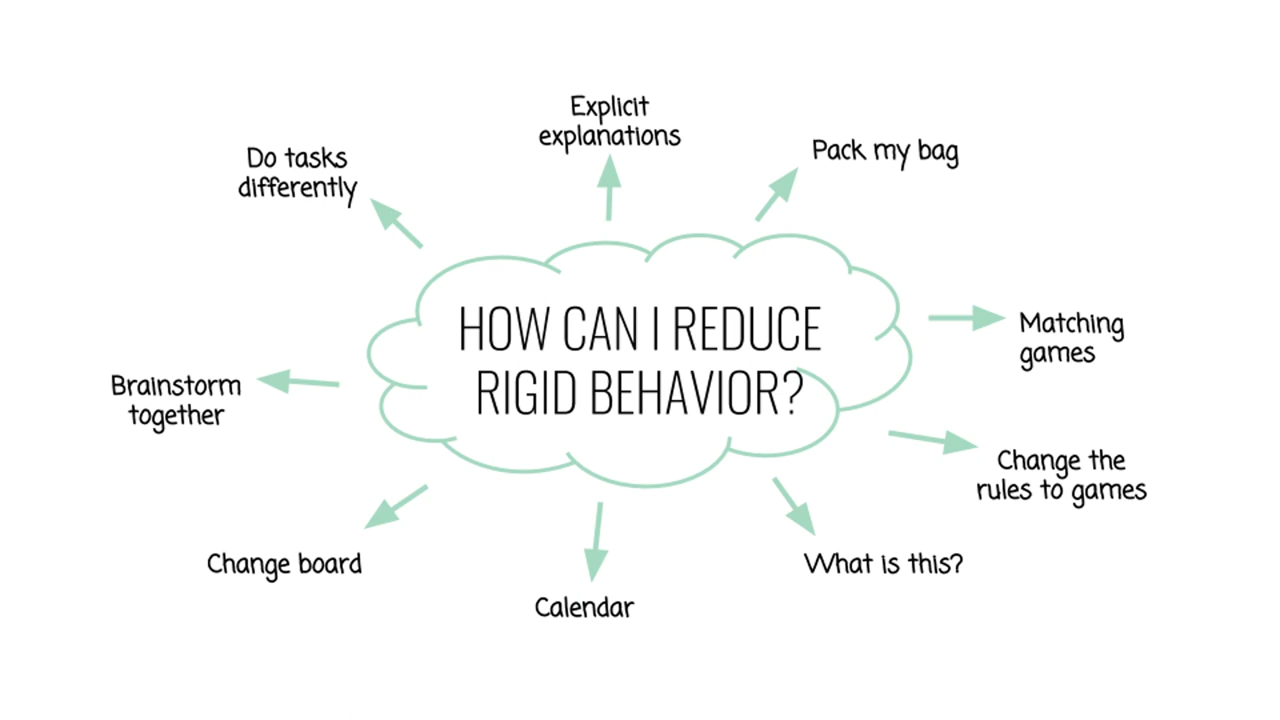 Explicit
explanations
Do tasks
differently
Pack my bag
HOW CAN I REDUCE
RIGID BEHAVIOR?
Matching
games
Brainstorm
together
Change the
rules to games
Change board
What is this?
Calendar